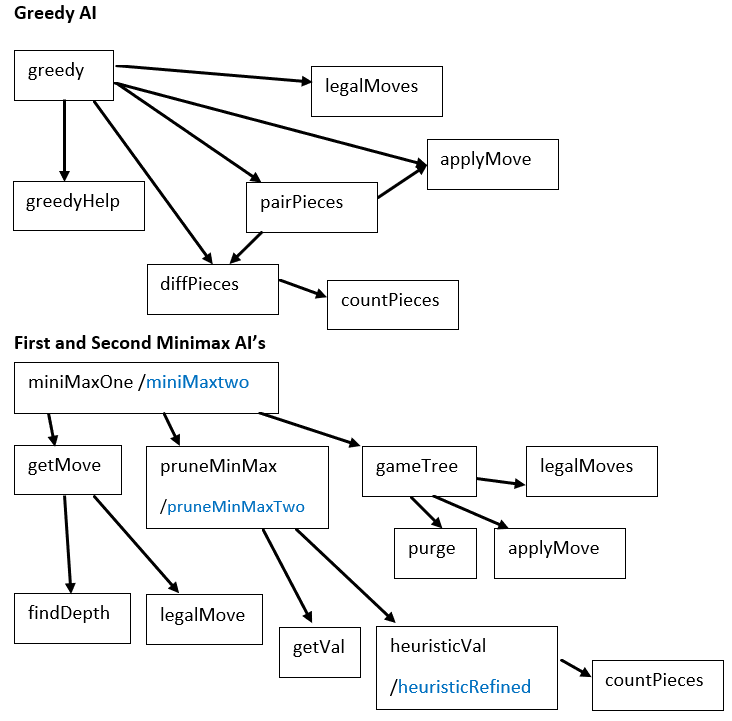 Greedy AI
greedy
legalMoves
applyMove
greedyHelp
pairPieces
diffPieces
countPieces
First and Second Minimax AI’s
miniMaxOne /miniMaxtwo
getMove
pruneMinMax
/pruneMinMaxTwo
gameTree
legalMoves
purge
applyMove
findDepth
legalMove
getVal
heuristicVal
/heuristicRefined
countPieces